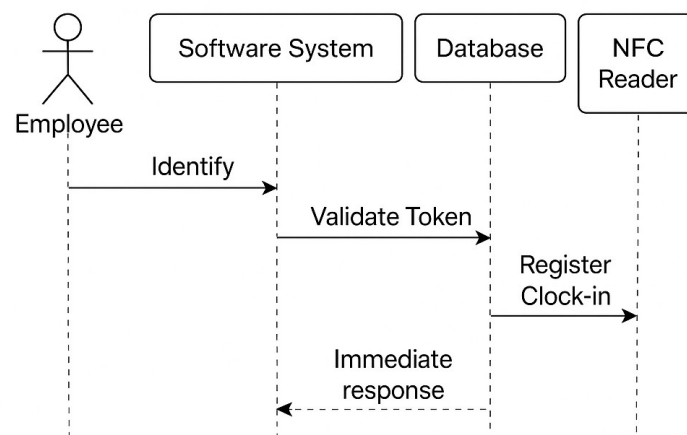 Software System
Database
NFC
Reader
Employee
Identify
Validate Token
Register
Clock-in
Immediate
response